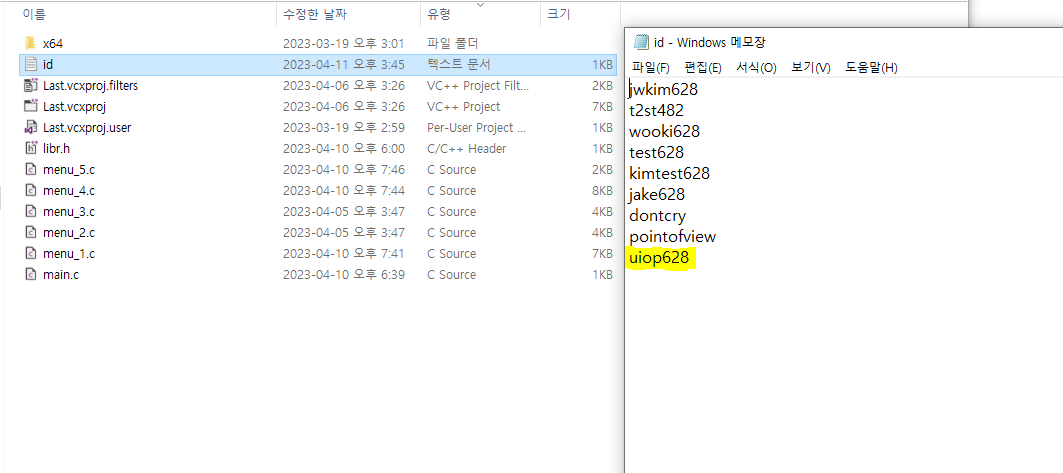 이름 수정한 날짜 유형 크기
x64 2023-03-19 오후 3:01 파일 폴더
id 2023-04-11 오후 3:45 텍스트 문서 1KB
Last.vcxproj.filters 2023-04-06 오후 3:26 VC++ Project Filt... 2KB
Last.vcxproj 2023-04-06 오후 3:26 VC++ Project 7KB
Last.vcxproj.user 2023-03-19 오후 2:59 Per-User Project ... 1KB
libr.h 2023-04-10 오후 6:00 C/C++ Header 1KB
menu_5.c 2023-04-10 오후 7:46 C Source 2KB
menu_4.c 2023-04-10 오후 7:44 C Source 8KB
menu_3.c 2023-04-05 오후 3:47 C Source 4KB
menu_2.c 2023-04-05 오후 3:47 C Source 4KB
menu_1.c 2023-04-10 오후 7:41 C Source 7KB
main.c 2023-04-10 오후 6:39 C Source 1KB
id - Windows 메모장
파일(F) 편집(E) 서식(O) 보기(V) 도움말(H)
jwkim628
t2st482
wooki628
test628
kimtest628
jake628
dontcry
pointofview
uiop628